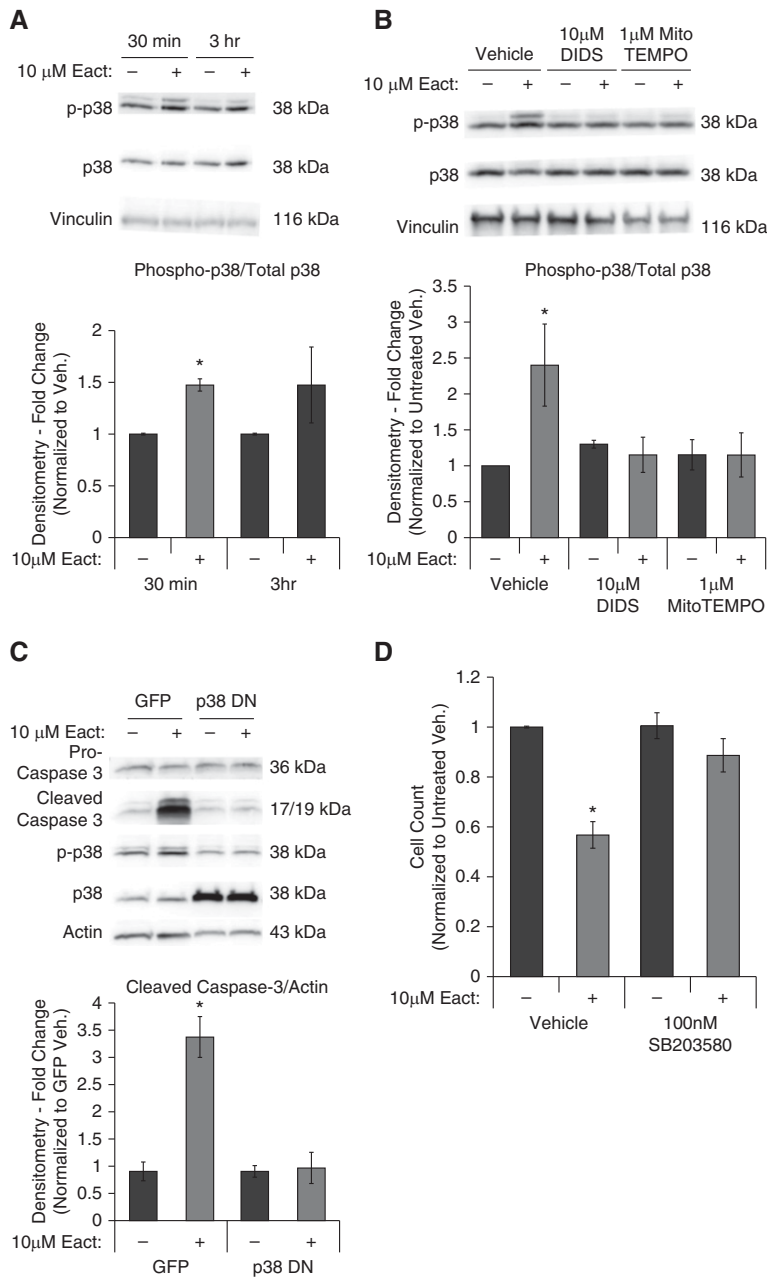 A
30 min 3 hr
10 μM Eact: – + – +
p-p38 38 kDa
p38 38 kDa
Vinculin 116 kDa
Phospho-p38/Total p38
Densitometry - Fold Change
(Normalized to Veh.)
2
1.5
1
0.5
0
10μM Eact: – + – +
30 min 3hr
B
10μM 1μM Mito
Vehicle DIDS TEMPO
10 μM Eact: – + – + – +
p-p38 38 kDa
p38 38 kDa
Vinculin 116 kDa
Phospho-p38/Total p38
Densitometry - Fold Change
(Normalized to Untreated Veh.)
3.5
3
2.5
2
1.5
1
0.5
0
*
*
10μM Eact: – + – + – +
Vehicle 10μM 1μM
DIDS MitoTEMPO
C
GFP p38 DN
10 μM Eact: – + – +
Pro-
Caspase 3 36 kDa
Cleaved
Caspase 3 17/19 kDa
p-p38 38 kDa
p38 38 kDa
Actin 43 kDa
Cleaved Caspase-3/Actin
Densitometry - Fold Change
(Normalized to GFP Veh.)
4
3.5
3
2.5
2
1.5
1
0.5
0
*
10μM Eact: – + – +
GFP p38 DN
D
Cell Count
(Normalized to Untreated Veh.)
1.2
1
0.8
0.6
0.4
0.2
0
*
10μM Eact: – + – +
Vehicle 100nM
SB203580